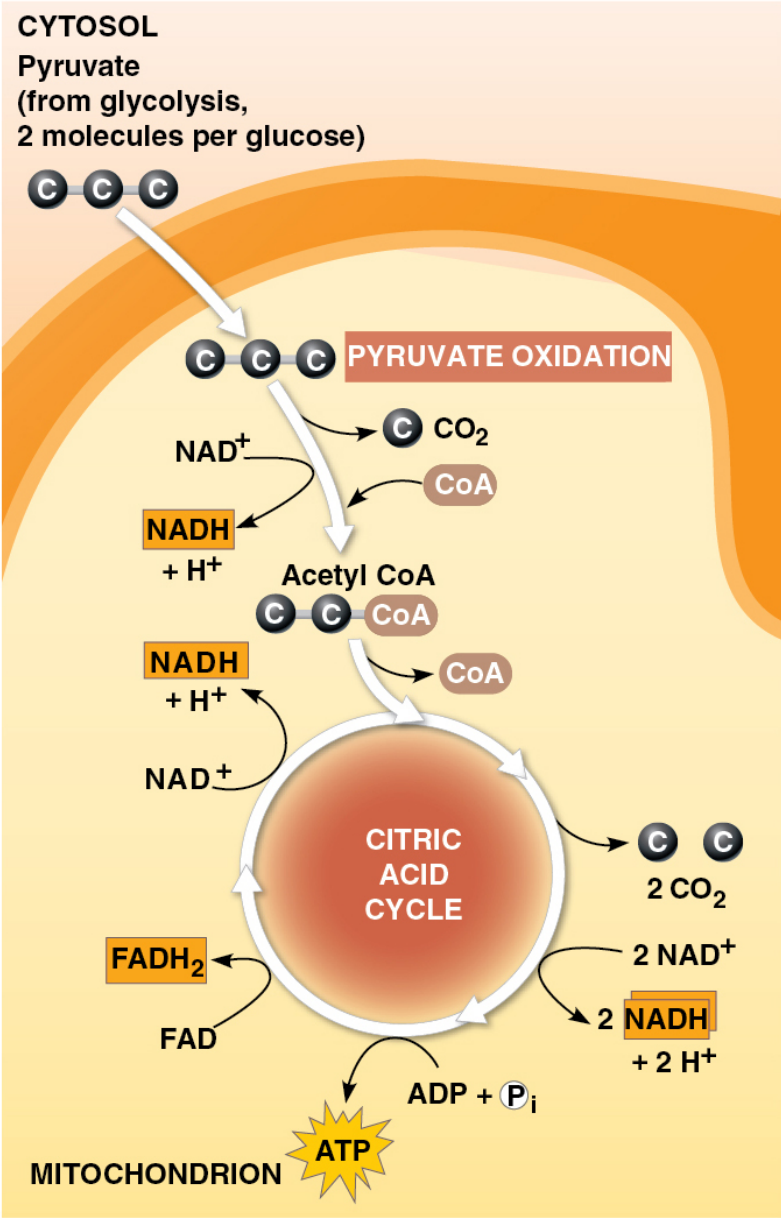 CYTOSOL
Pyruvate
(from glycolysis,
2 molecules per glucose)
C C C
C C C
PYRUVATE OXIDATION
C CO₂
NAD⁺
CoA
NADH
+ H⁺
Acetyl CoA
C C CoA
NADH
+ H⁺
CoA
NAD⁺
CITRIC
ACID
CYCLE
C C
2 CO₂
FADH₂
2 NAD⁺
FAD
2 NADH
+ 2 H⁺
ADP + Pᵢ
ATP
MITOCHONDRION